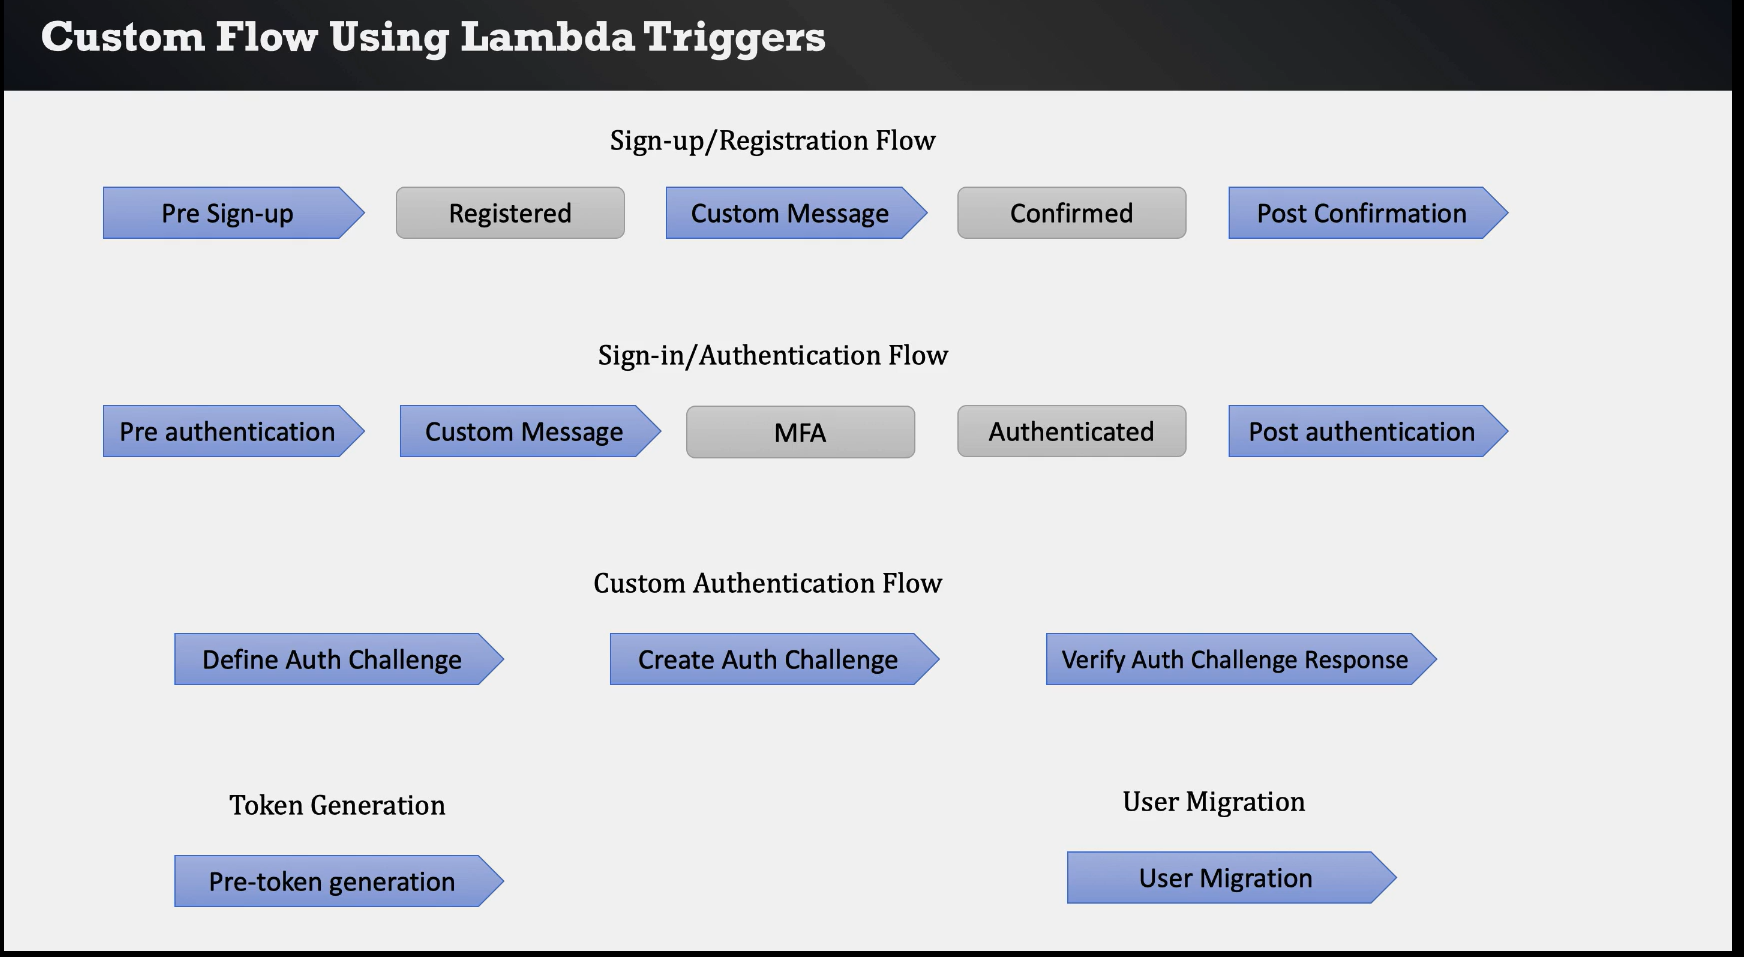 Custom Flow Using Lambda Triggers
Sign-up/Registration Flow
Pre Sign-up
Registered
Custom Message
Confirmed
Post Confirmation
Sign-in/Authentication Flow
Pre authentication
Custom Message
MFA
Authenticated
Post authentication
Custom Authentication Flow
Define Auth Challenge
Create Auth Challenge
Verify Auth Challenge Response
Token Generation
Pre-token generation
User Migration
User Migration